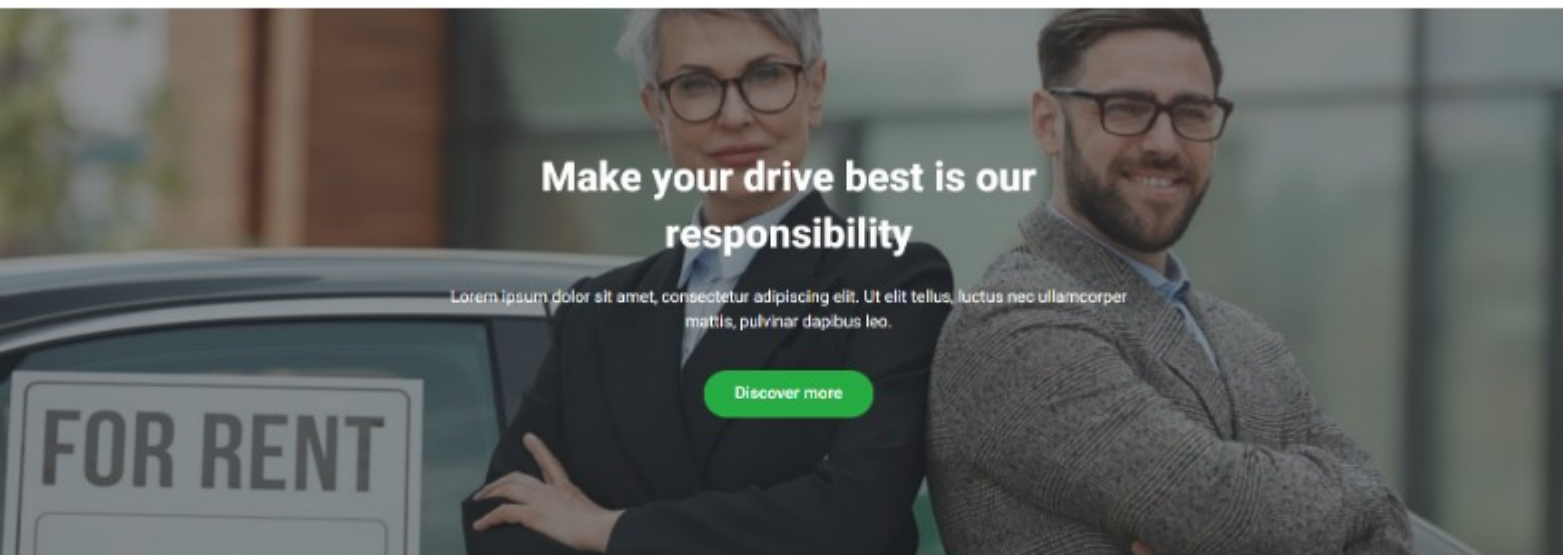 Make your drive best is our
responsibility
Lorem ipsum dolor sit amet, consectetur adipiscing elit. Ut elit tellus, luctus nec ullamcorper
mattis, pulvinar dapibus leo.
Discover more
FOR RENT